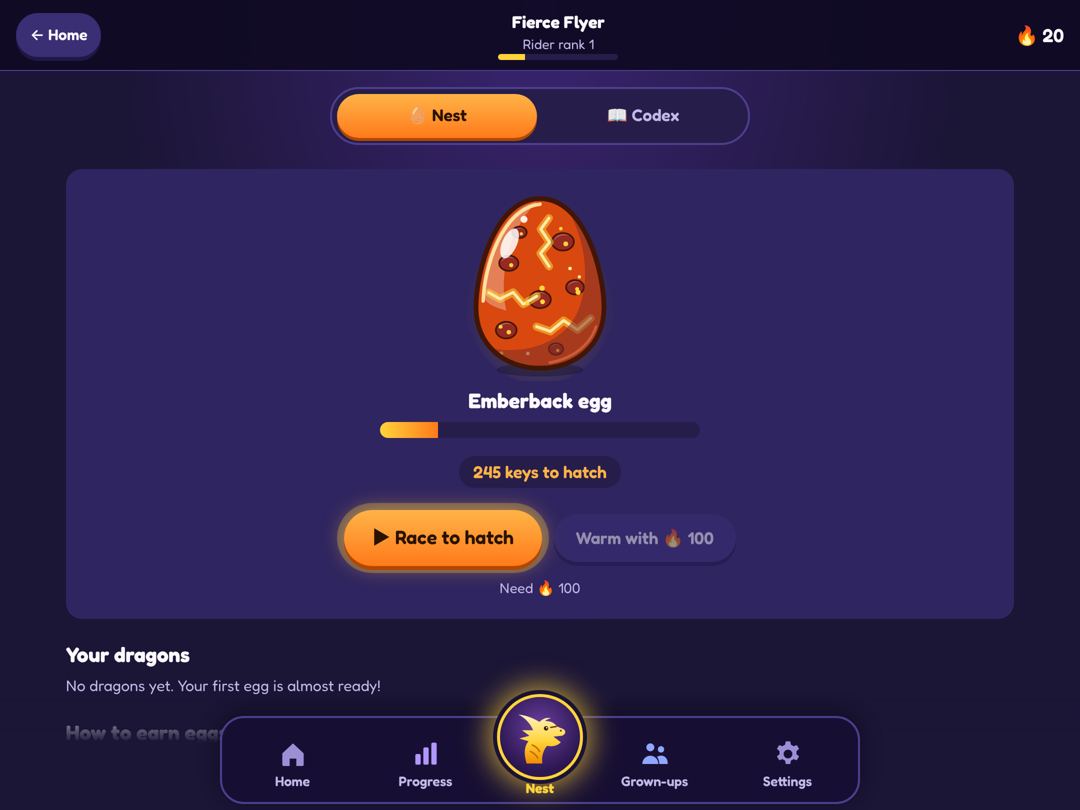 ← Home
Fierce Flyer
Rider rank 1
🔥 20
Nest
📖 Codex
Emberback egg
245 keys to hatch
▶ Race to hatch
Warm with 🔥 100
Need 🔥 100
Your dragons
No dragons yet. Your first egg is almost ready!
How to earn eggs
Home
Progress
Nest
Grown-ups
Settings